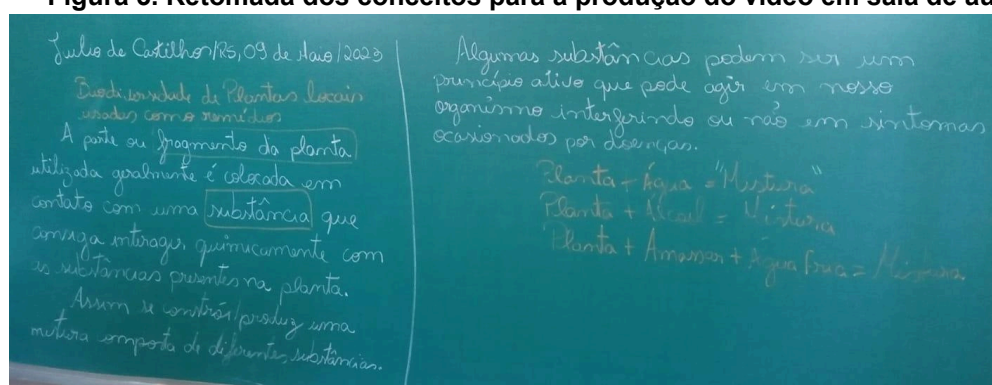 Figura 6. Retomada dos conceitos para a produção do vídeo em sala de au
Julio de Castilhos/RS, 09 de Maio/2023
Biodiversidade de Plantas locais
usadas como remédios
A parte ou fragmento da planta
utilizada geralmente é colocada em
contato com uma substância que
consiga interagir quimicamente com
as substâncias presentes na planta.
Assim se constrói/produz uma
mistura composta de diferentes substâncias.
Algumas substâncias podem ser um
princípio ativo que pode agir em nosso
organismo interferindo ou não em sintomas
ocasionados por doenças.
Planta + Água = "Mistura"
Planta + Álcool =
Planta + Amassar + Água fria = Mistura